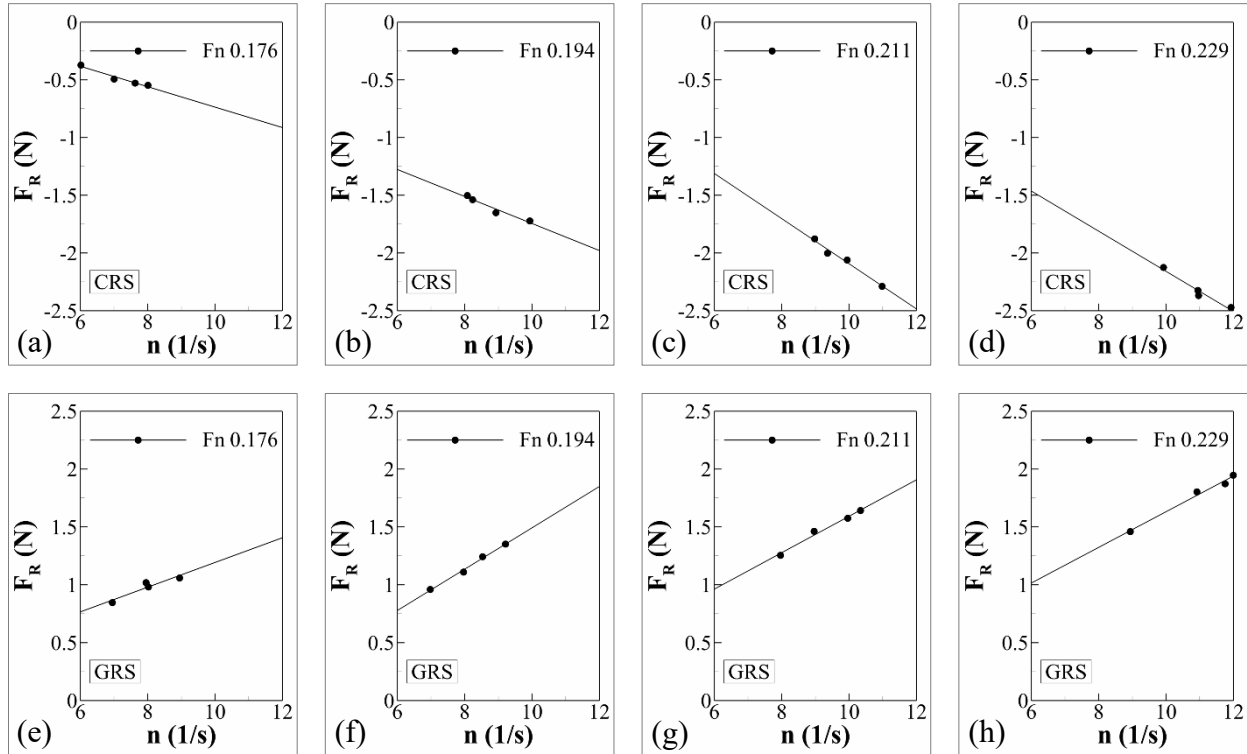 0
-0.5
-1
-1.5
-2
-2.5
F_R (N)
Fn 0.176
CRS
6 8 10 12
(a) n (1/s)
0
-0.5
-1
-1.5
-2
-2.5
F_R (N)
Fn 0.194
CRS
6 8 10 12
(b) n (1/s)
0
-0.5
-1
-1.5
-2
-2.5
F_R (N)
Fn 0.211
CRS
6 8 10 12
(c) n (1/s)
0
-0.5
-1
-1.5
-2
-2.5
F_R (N)
Fn 0.229
CRS
6 8 10 12
(d) n (1/s)
2.5
2
1.5
1
0.5
0
F_R (N)
Fn 0.176
GRS
6 8 10 12
(e) n (1/s)
2.5
2
1.5
1
0.5
0
F_R (N)
Fn 0.194
GRS
6 8 10 12
(f) n (1/s)
2.5
2
1.5
1
0.5
0
F_R (N)
Fn 0.211
GRS
6 8 10 12
(g) n (1/s)
2.5
2
1.5
1
0.5
0
F_R (N)
Fn 0.229
GRS
6 8 10 12
(h) n (1/s)